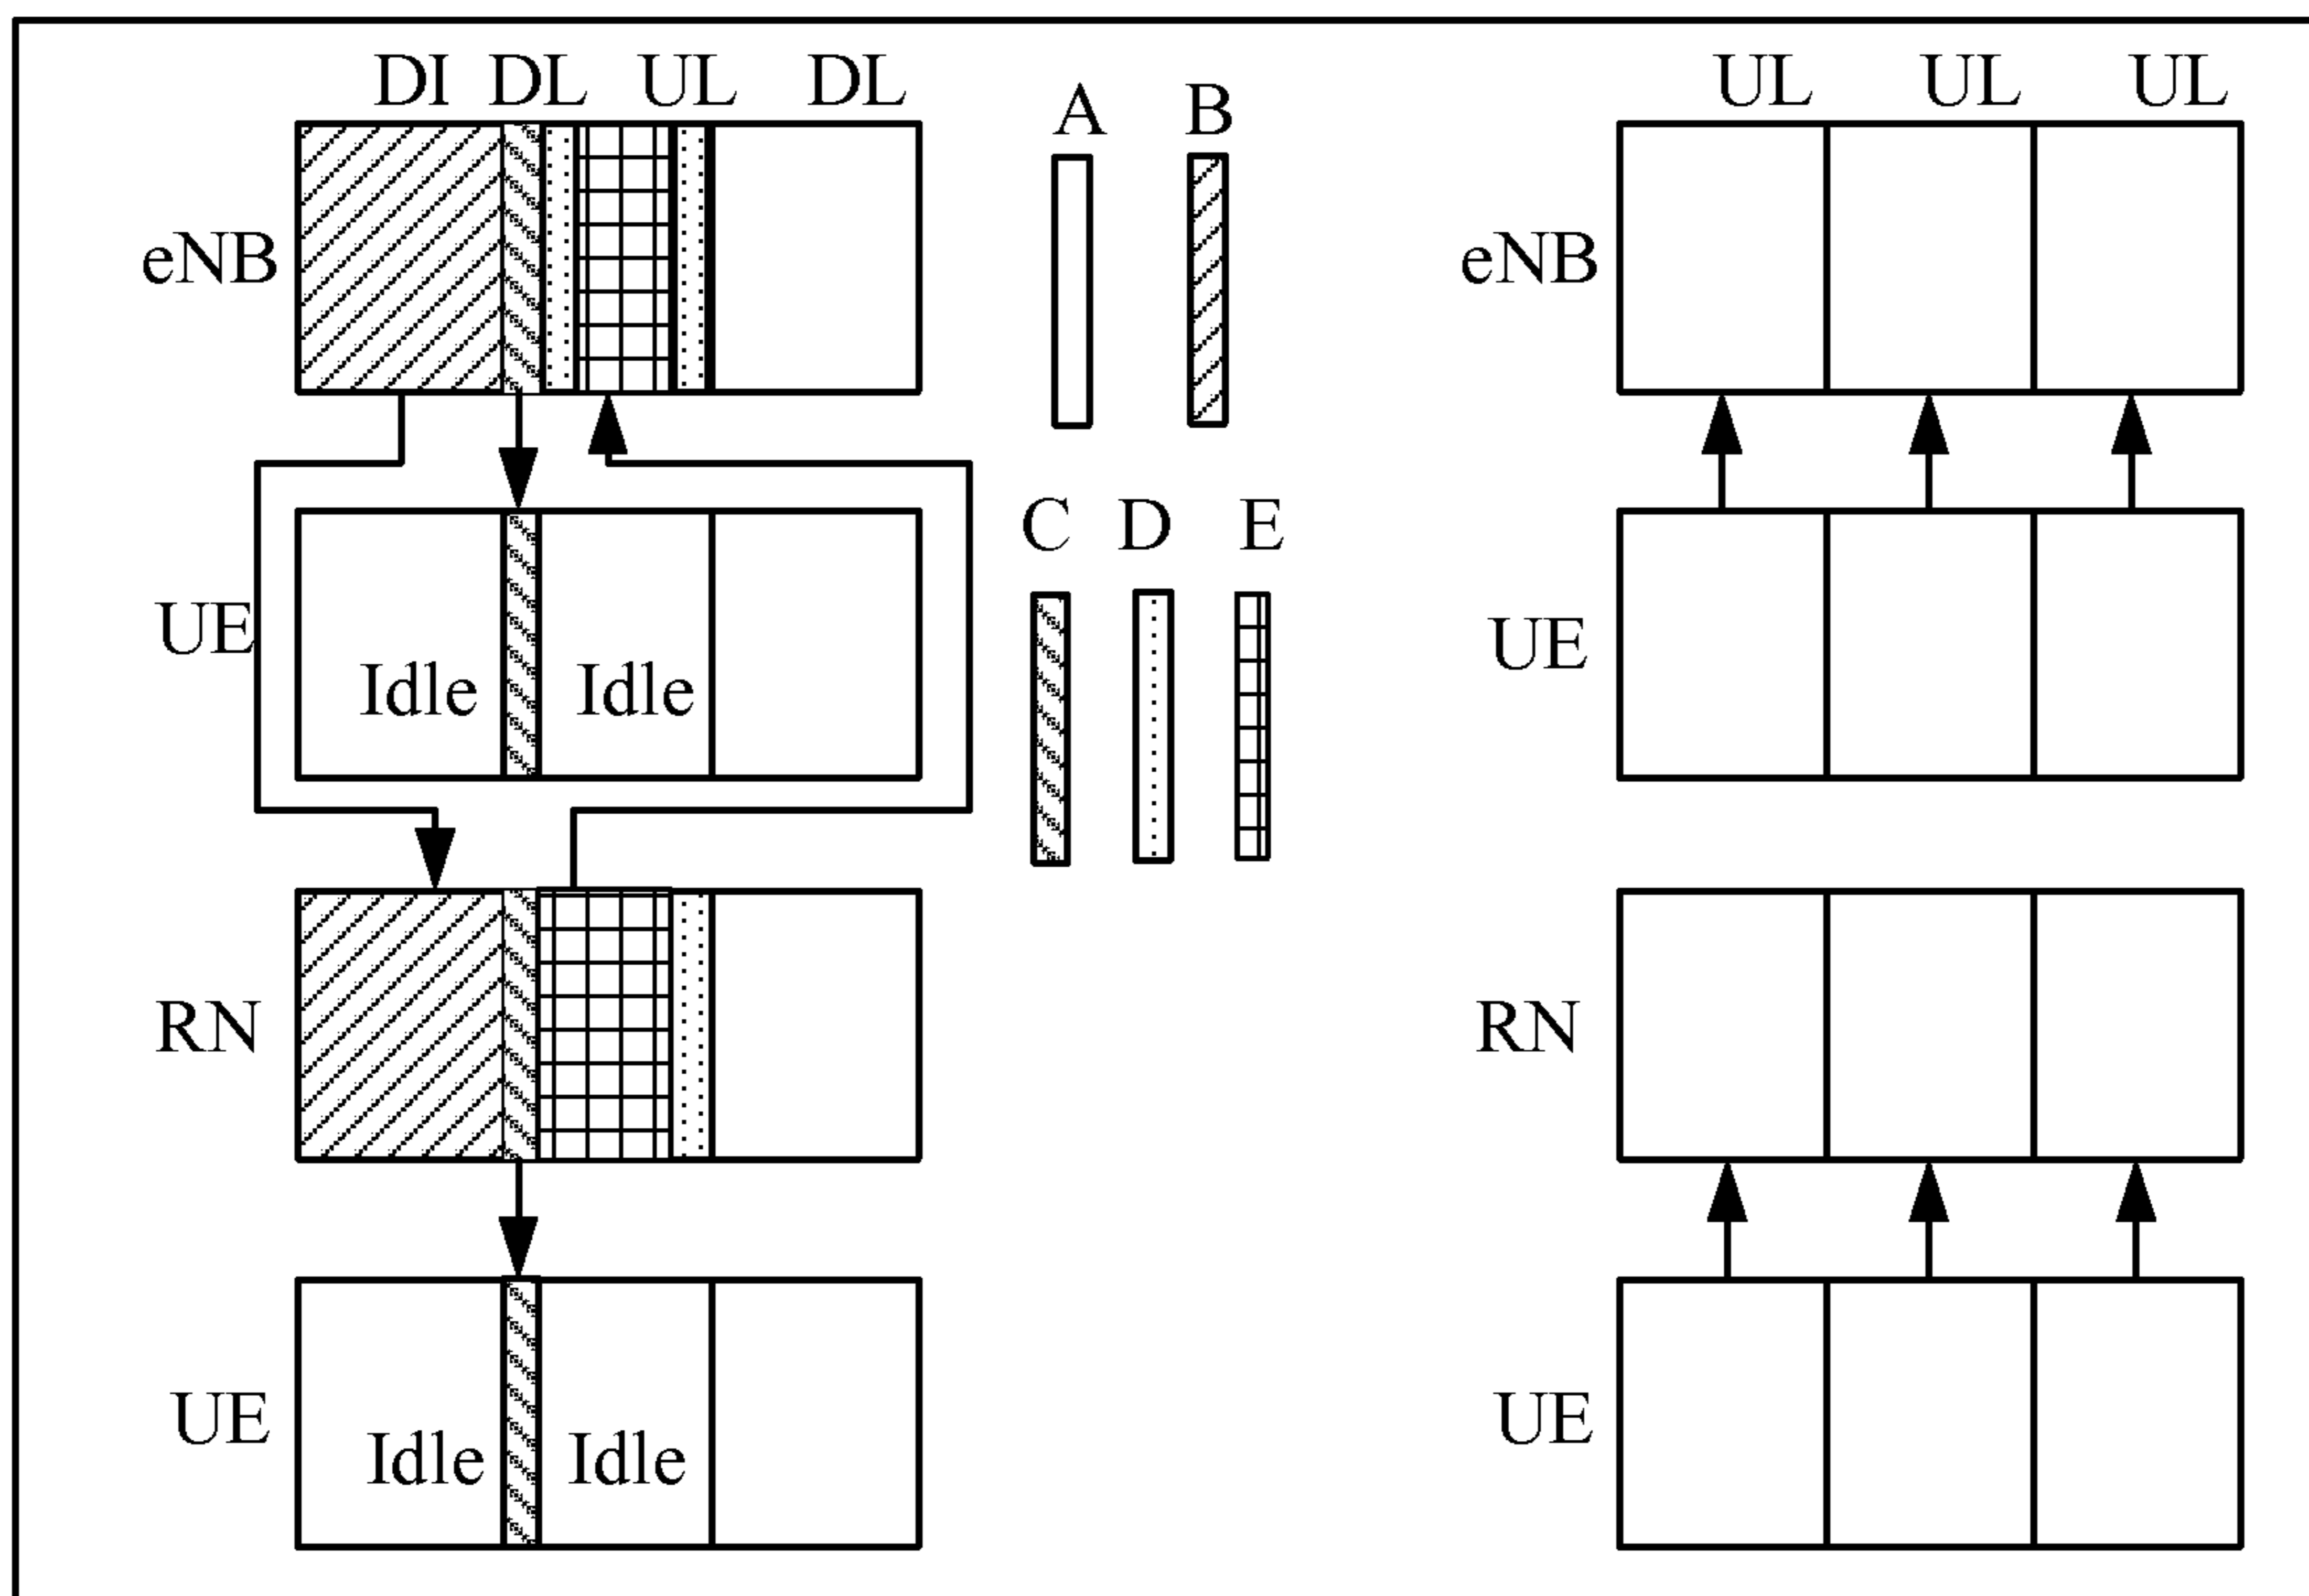 DI DL UL DL
UL UL UL
A B
eNB
eNB
C D E
UE
UE
Idle Idle
RN
RN
UE
UE
Idle Idle